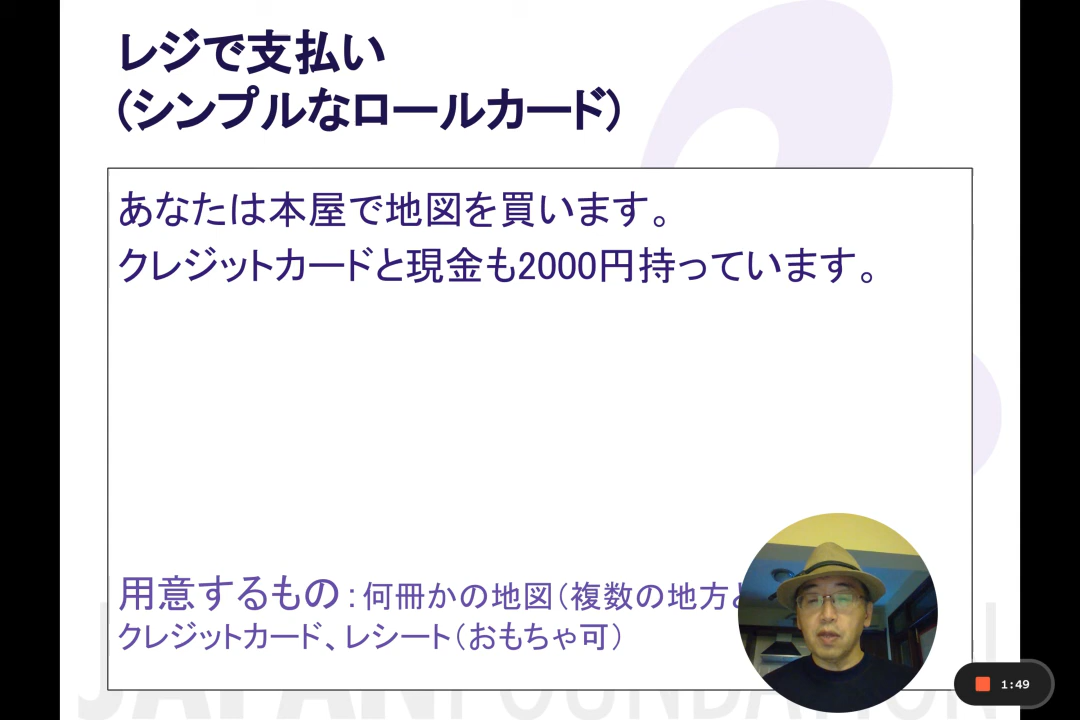 レジで支払い
（シンプルなロールカード）
あなたは本屋で地図を買います。
クレジットカードと現金も2000円持っています。
用意するもの：何冊かの地図（複数の地方
クレジットカード、レシート（おもちゃ可）
JAPAN FOUNDATION
1:49